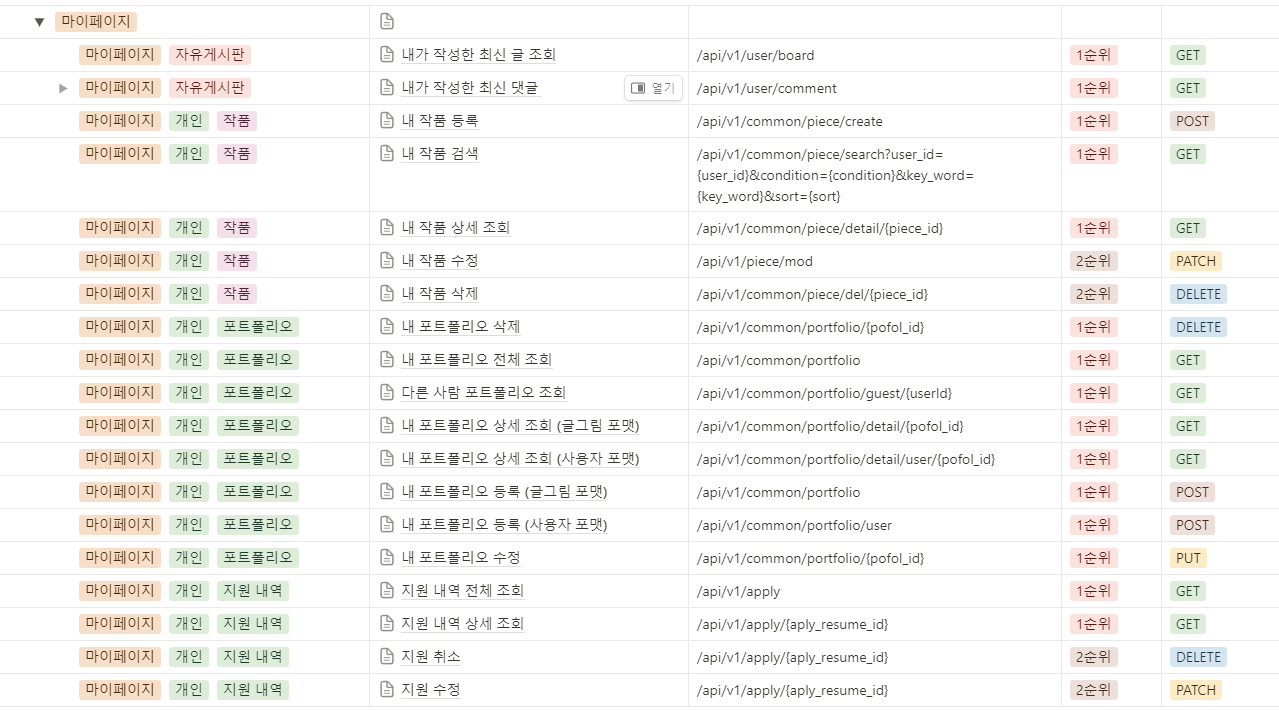 마이페이지
마이페이지 자유게시판 내가 작성한 최신 글 조회 /api/v1/user/board 1순위 GET
마이페이지 자유게시판 내가 작성한 최신 댓글 열기 /api/v1/user/comment 1순위 GET
마이페이지 개인 작품 내 작품 등록 /api/v1/common/piece/create 1순위 POST
마이페이지 개인 작품 내 작품 검색 /api/v1/common/piece/search?user_id= 1순위 GET
{user_id}&condition={condition}&key_word=
{key_word}&sort={sort}
마이페이지 개인 작품 내 작품 상세 조회 /api/v1/common/piece/detail/{piece_id} 1순위 GET
마이페이지 개인 작품 내 작품 수정 /api/v1/piece/mod 2순위 PATCH
마이페이지 개인 작품 내 작품 삭제 /api/v1/common/piece/del/{piece_id} 2순위 DELETE
마이페이지 개인 포트폴리오 내 포트폴리오 삭제 /api/v1/common/portfolio/{pofol_id} 1순위 DELETE
마이페이지 개인 포트폴리오 내 포트폴리오 전체 조회 /api/v1/common/portfolio 1순위 GET
마이페이지 개인 포트폴리오 다른 사람 포트폴리오 조회 /api/v1/common/portfolio/guest/{userId} 1순위 GET
마이페이지 개인 포트폴리오 내 포트폴리오 상세 조회 (글그림 포맷) /api/v1/common/portfolio/detail/{pofol_id} 1순위 GET
마이페이지 개인 포트폴리오 내 포트폴리오 상세 조회 (사용자 포맷) /api/v1/common/portfolio/detail/user/{pofol_id} 1순위 GET
마이페이지 개인 포트폴리오 내 포트폴리오 등록 (글그림 포맷) /api/v1/common/portfolio 1순위 POST
마이페이지 개인 포트폴리오 내 포트폴리오 등록 (사용자 포맷) /api/v1/common/portfolio/user 1순위 POST
마이페이지 개인 포트폴리오 내 포트폴리오 수정 /api/v1/common/portfolio/{pofol_id} 1순위 PUT
마이페이지 개인 지원 내역 지원 내역 전체 조회 /api/v1/apply 1순위 GET
마이페이지 개인 지원 내역 지원 내역 상세 조회 /api/v1/apply/{aply_resume_id} 1순위 GET
마이페이지 개인 지원 내역 지원 취소 /api/v1/apply/{aply_resume_id} 2순위 DELETE
마이페이지 개인 지원 내역 지원 수정 /api/v1/apply/{aply_resume_id} 2순위 PATCH